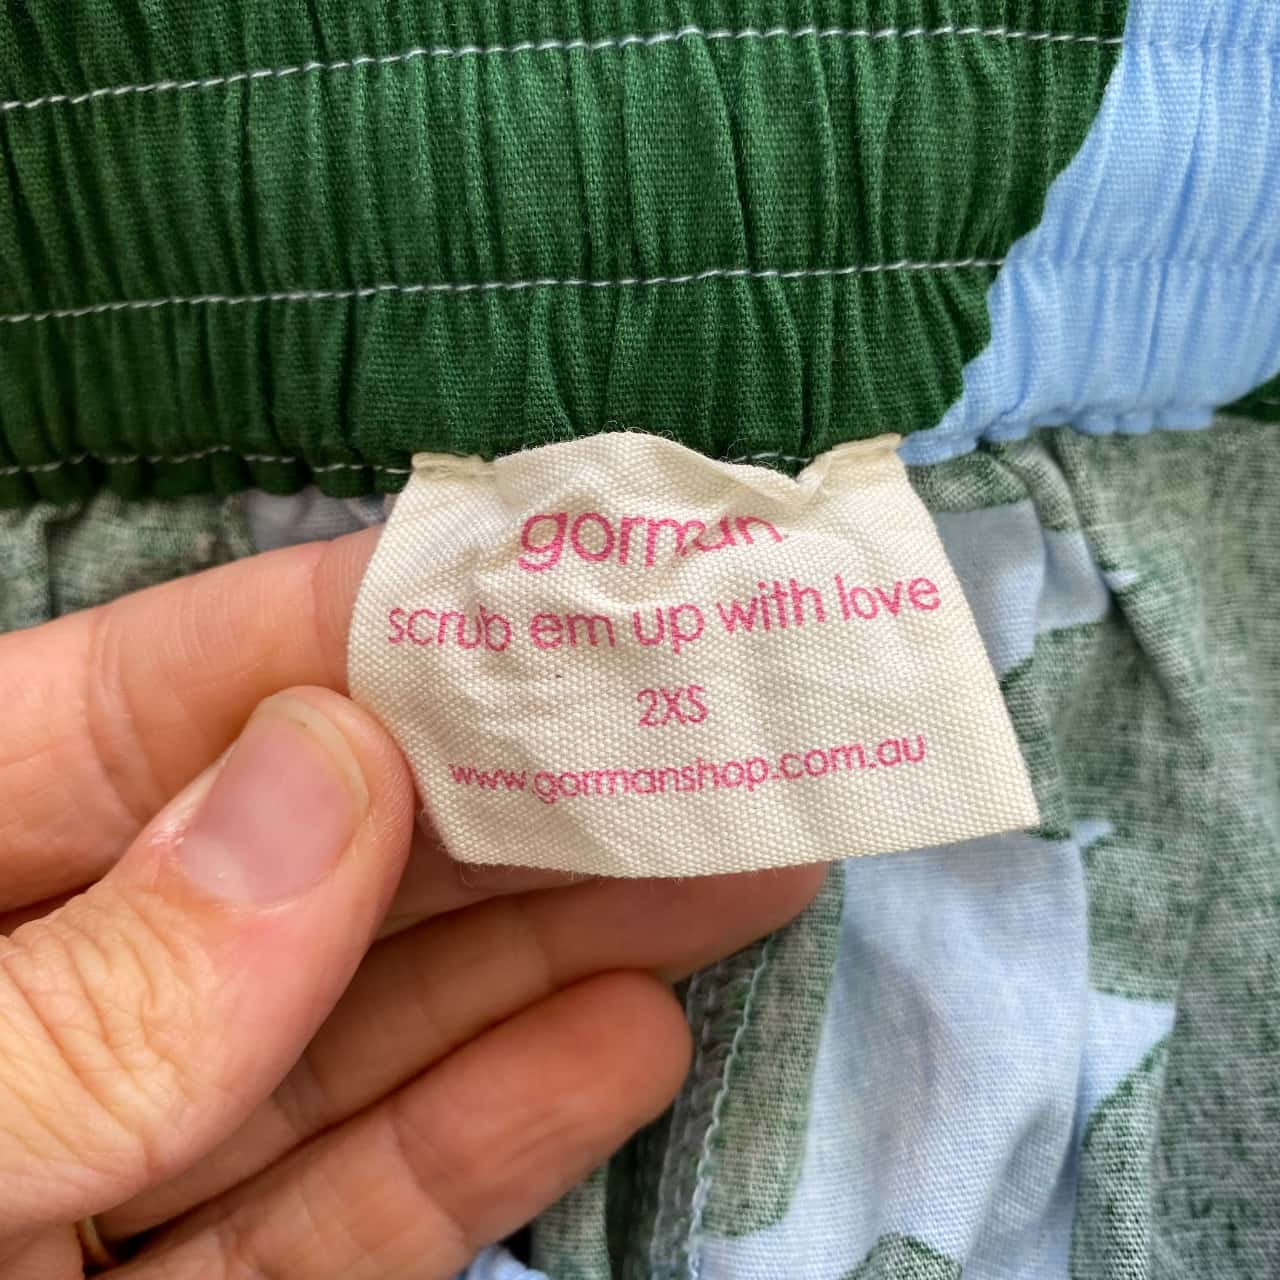 gorman
scrub em up with love
2XS
www.gormanshop.com.au